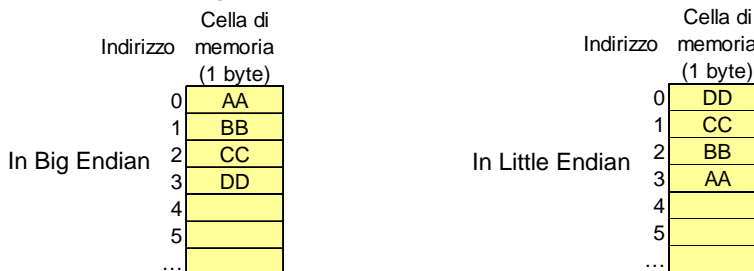 Cella di
Indirizzo memoria
(1 byte)
0 AA
1 BB
In Big Endian 2 CC
3 DD
4
5
...
Cella di
Indirizzo memoria
(1 byte)
0 DD
1 CC
In Little Endian 2 BB
3 AA
4
5
...